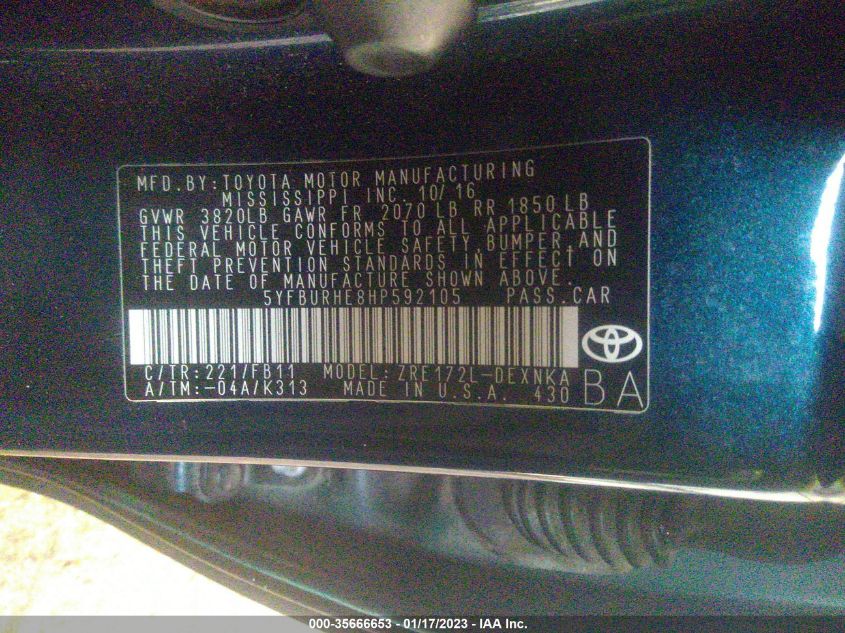 MFD.BY:TOYOTA MOTOR MANUFACTURING
MISSISSIPPI INC. 10/16
GVWR 3820LB GAWR FR 2070 LB RR 1850 LB
THIS VEHICLE CONFORMS TO ALL APPLICABLE
FEDERAL MOTOR VEHICLE SAFETY,BUMPER,AND
THEFT PREVENTION STANDARDS IN EFFECT ON
THE DATE OF MANUFACTURE SHOWN ABOVE.
5YFBURHE8HP592105 PASS.CAR
C/TR:221/FB11 MODEL:ZRE172L-DEXNKA
A/TM:-04A/K313 MADE IN U.S.A. 430
BA
000-35666653 - 01/17/2023 - IAA Inc.